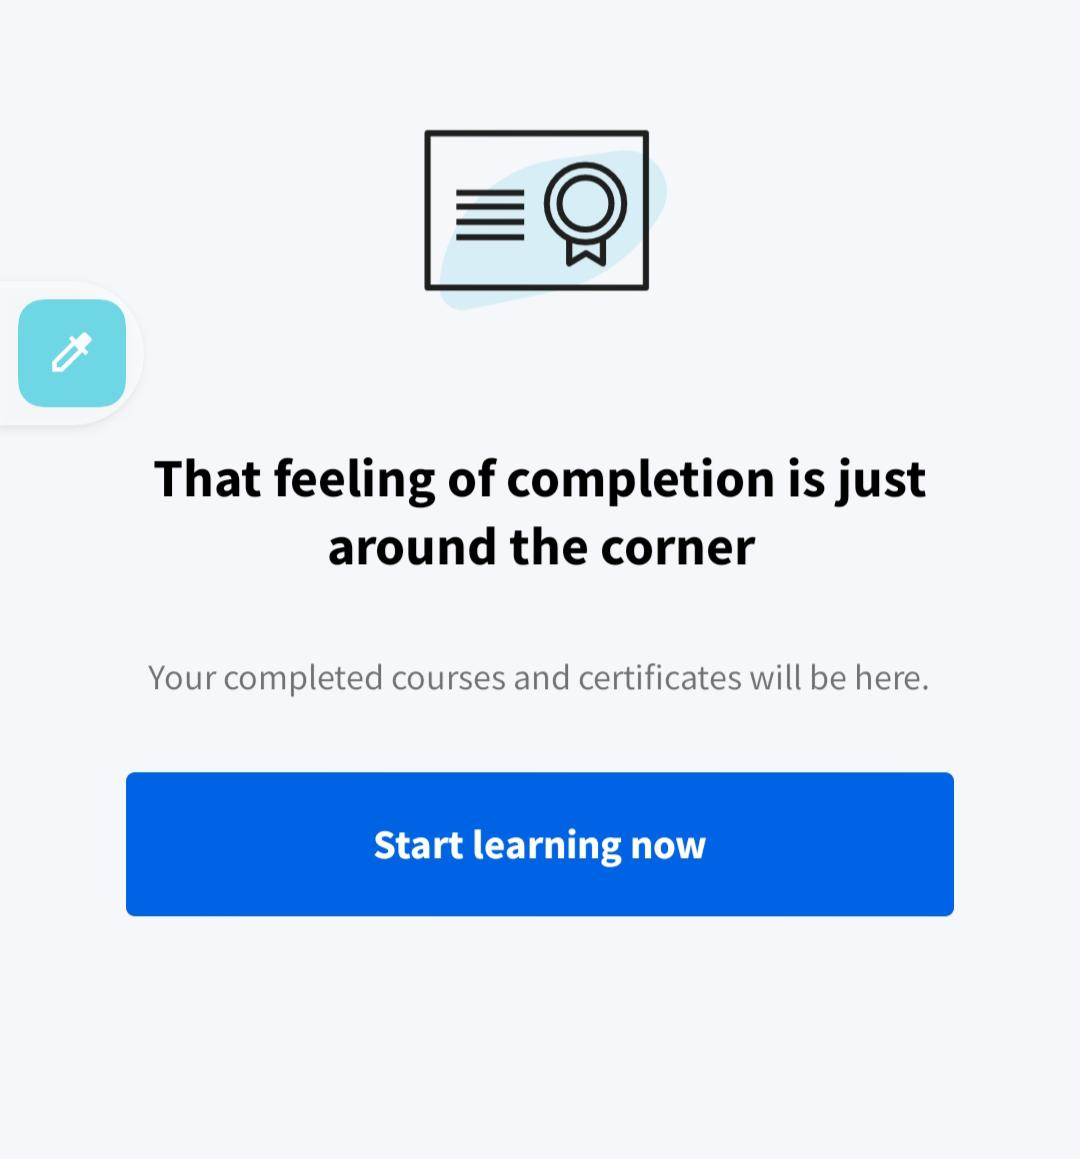 That feeling of completion is just
around the corner
Your completed courses and certificates will be here.
Start learning now